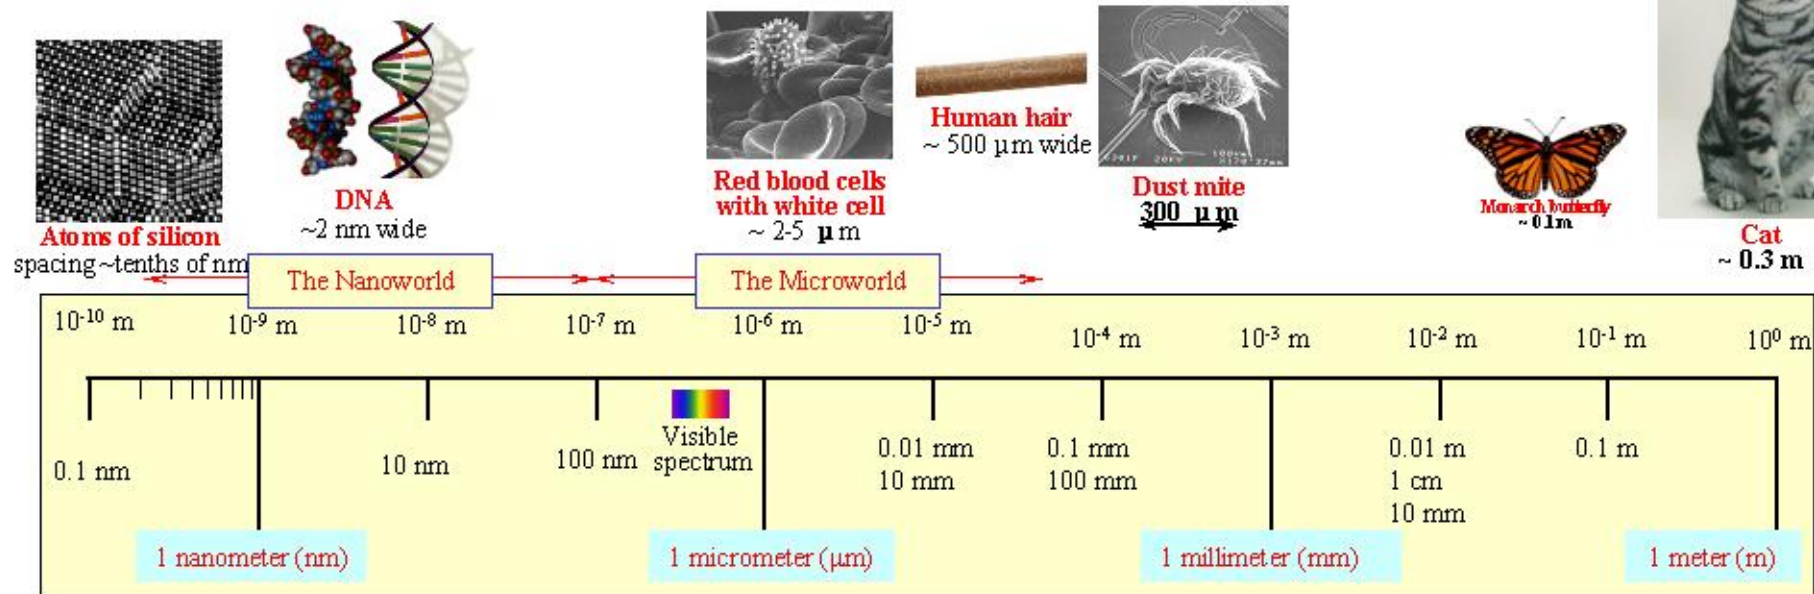 Atoms of silicon
spacing ~tenths of nm
DNA
~2 nm wide
Red blood cells
with white cell
~ 2-5 µm
Human hair
~ 500 µm wide
Dust mite
300 µm
Monarch butterfly
~ 0.1 m
Cat
~ 0.3 m
The Nanoworld
The Microworld
10⁻¹⁰ m
10⁻⁹ m
10⁻⁸ m
10⁻⁷ m
10⁻⁶ m
10⁻⁵ m
10⁻⁴ m
10⁻³ m
10⁻² m
10⁻¹ m
10⁰ m
0.1 nm
10 nm
100 nm
Visible
spectrum
0.01 mm
10 mm
0.1 mm
100 mm
0.01 m
1 cm
10 mm
0.1 m
1 nanometer (nm)
1 micrometer (µm)
1 millimeter (mm)
1 meter (m)